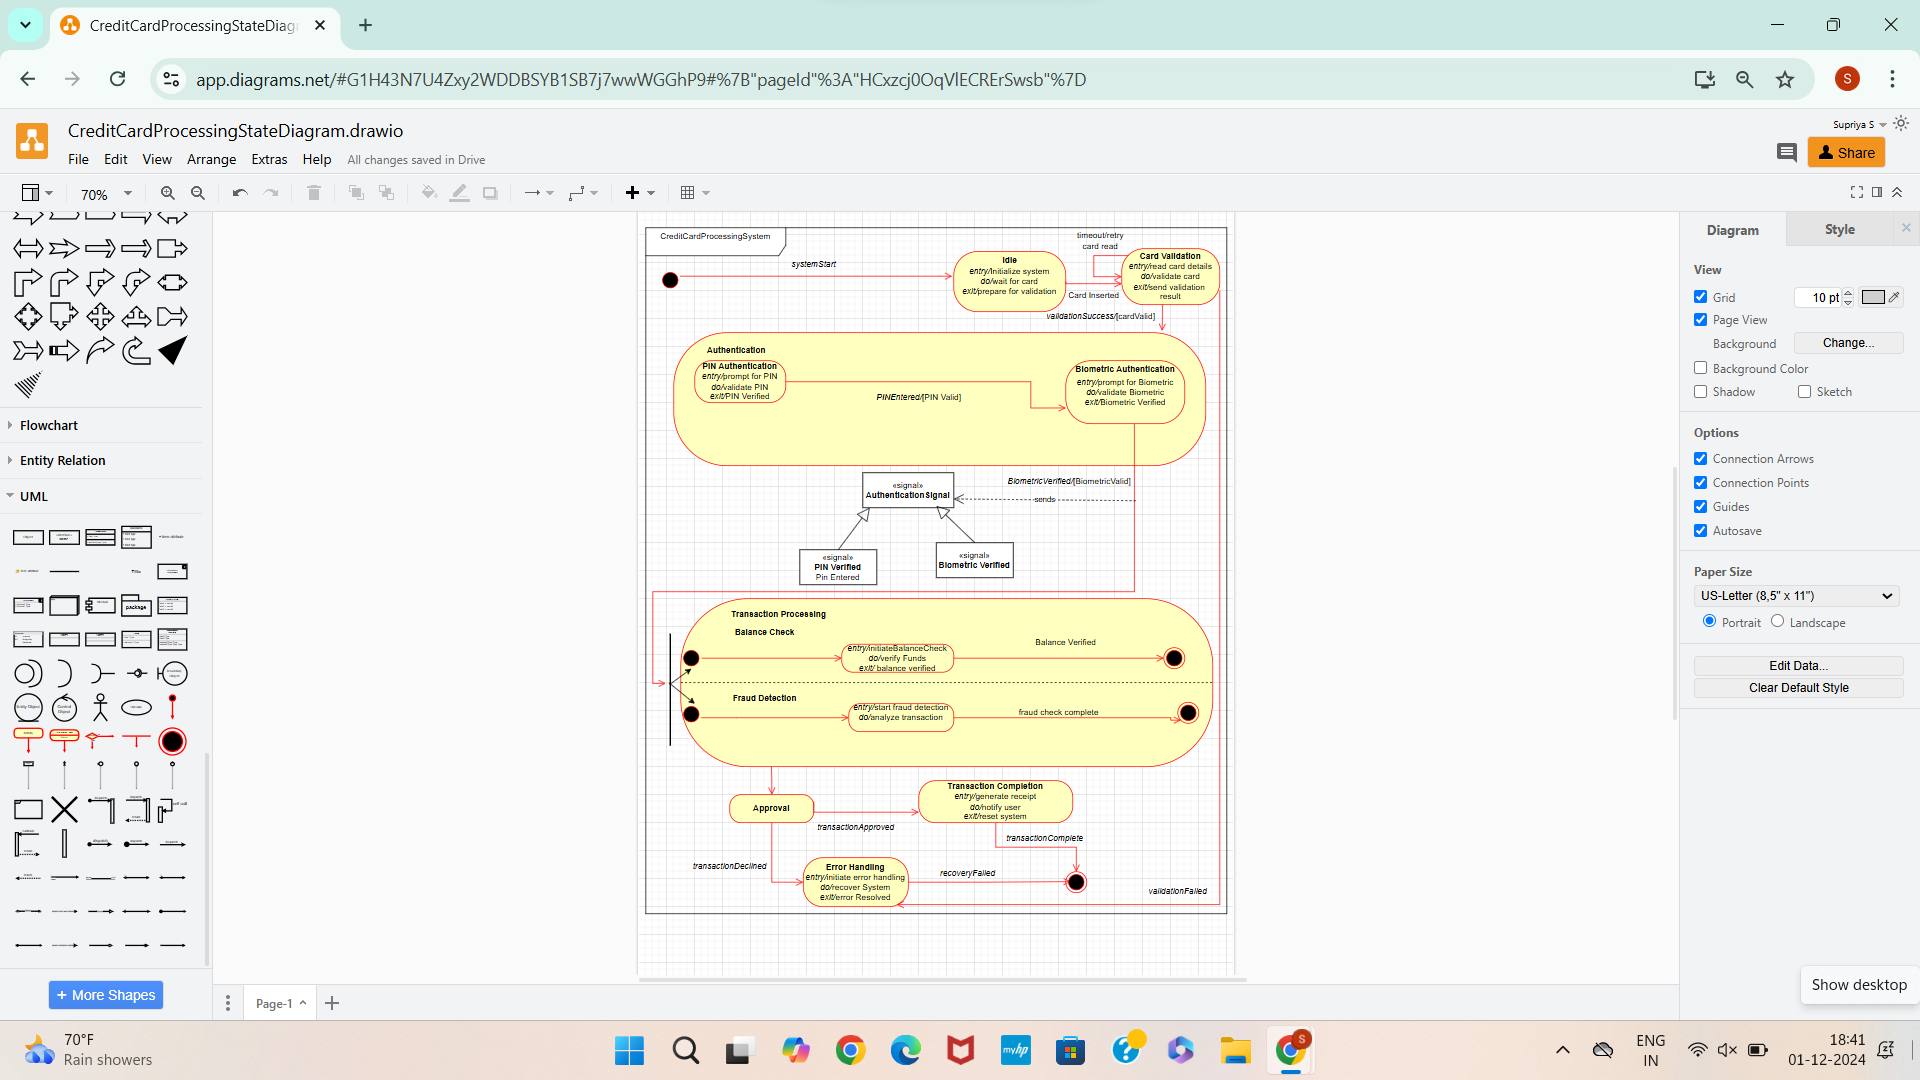 CreditCardProcessingStateDiag
app.diagrams.net/#G1H43N7U4Zxy2WDDBSYB1SB7j7wwWGGhP9#%7B"pageId"%3A"HCxzcj0OqVlECRErSwsb"%7D
S
CreditCardProcessingStateDiagram.drawio
Supriya S
File Edit View Arrange Extras Help All changes saved in Drive
Share
70%
CreditCardProcessingSystem
systemStart
Idle
entry/Initialize system
do/wait for card
exit/prepare for validation
timeout/retry
card read
Card Validation
entry/read card details
do/validate card
exit/send validation
result
Card Inserted
validationSuccess/[cardValid]
Authentication
PIN Authentication
entry/prompt for PIN
do/validate PIN
exit/PIN Verified
PINEntered/[PIN Valid]
Biometric Authentication
entry/prompt for Biometric
do/validate Biometric
exit/Biometric Verified
«signal»
AuthenticationSignal
BiometricVerified/[BiometricValid]
sends
«signal»
PIN Verified
Pin Entered
«signal»
Biometric Verified
Transaction Processing
Balance Check
entry/initiateBalanceCheck
do/verify Funds
exit/ balance verified
Balance Verified
Fraud Detection
entry/start fraud detection
do/analyze transaction
fraud check complete
Approval
transactionApproved
Transaction Completion
entry/generate receipt
do/notify user
exit/reset system
transactionComplete
transactionDeclined
Error Handling
entry/initiate error handling
do/recover System
exit/error Resolved
recoveryFailed
validationFailed
Flowchart
Entity Relation
UML
package
+ More Shapes
Page-1
Diagram
Style
View
Grid
10 pt
Page View
Background
Change...
Background Color
Shadow
Sketch
Options
Connection Arrows
Connection Points
Guides
Autosave
Paper Size
US-Letter (8,5" x 11")
Portrait
Landscape
Edit Data...
Clear Default Style
Show desktop
70°F
Rain showers
myhp
S
ENG
IN
18:41
01-12-2024